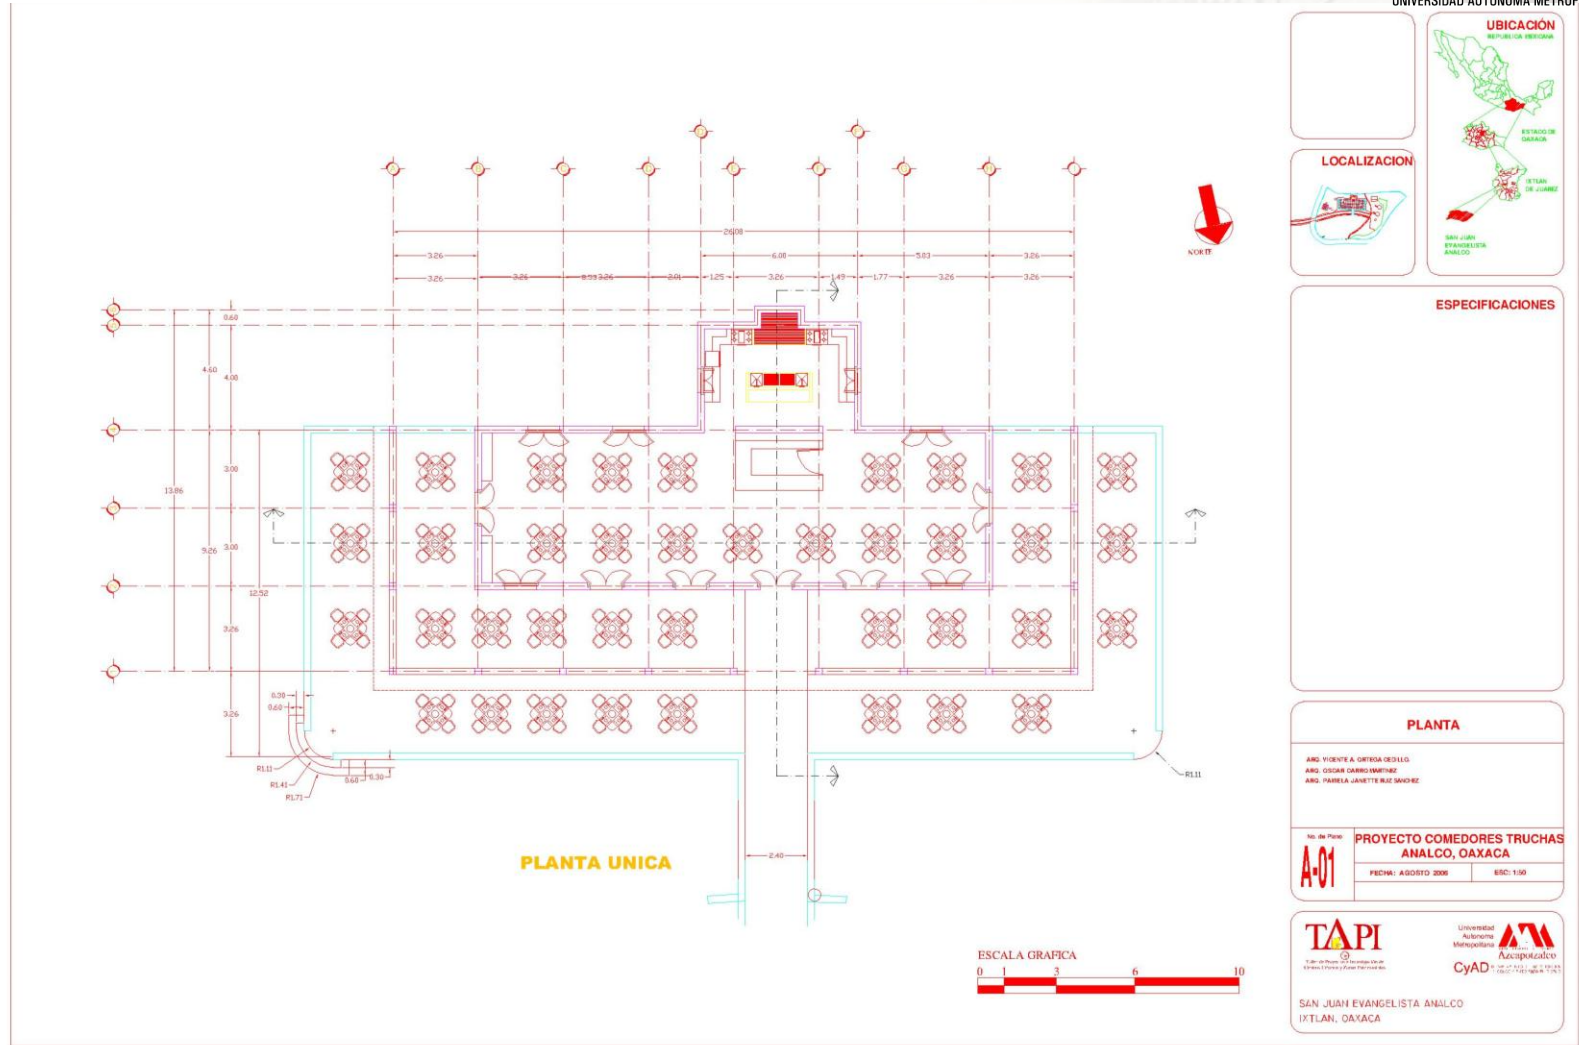 UBICACIÓN
REPUBLICA MEXICANA
ESTADO DE
OAXACA
IXTLAN
DE JUAREZ
SAN JUAN
EVANGELISTA
ANALCO
LOCALIZACION
NORTE
ESPECIFICACIONES
26.08
3.26
6.00
5.03
3.26
3.26
3.26
3.26
2.01
1.25
3.26
1.49
1.77
3.26
3.26
0.60
4.60
4.00
3.00
13.86
9.26
3.00
12.52
3.26
3.26
0.30
0.60
R1.11
R1.41
R1.71
0.60
0.30
R1.11
2.40
PLANTA UNICA
ESCALA GRAFICA
0 1 3 6 10
PLANTA
ARQ. VICENTE A. ORTEGA CEDILLO
ARQ. OSCAR CARRO MARTINEZ
ARQ. PAMELA JANETTE RUIZ SANCHEZ
No. de Plano
A-01
PROYECTO COMEDORES TRUCHAS
ANALCO, OAXACA
FECHA: AGOSTO 2006
ESC: 1:50
TAPI
Universidad
Autonoma
Metropolitana
Azcapotzalco
CyAD
SAN JUAN EVANGELISTA ANALCO
IXTLAN, OAXACA